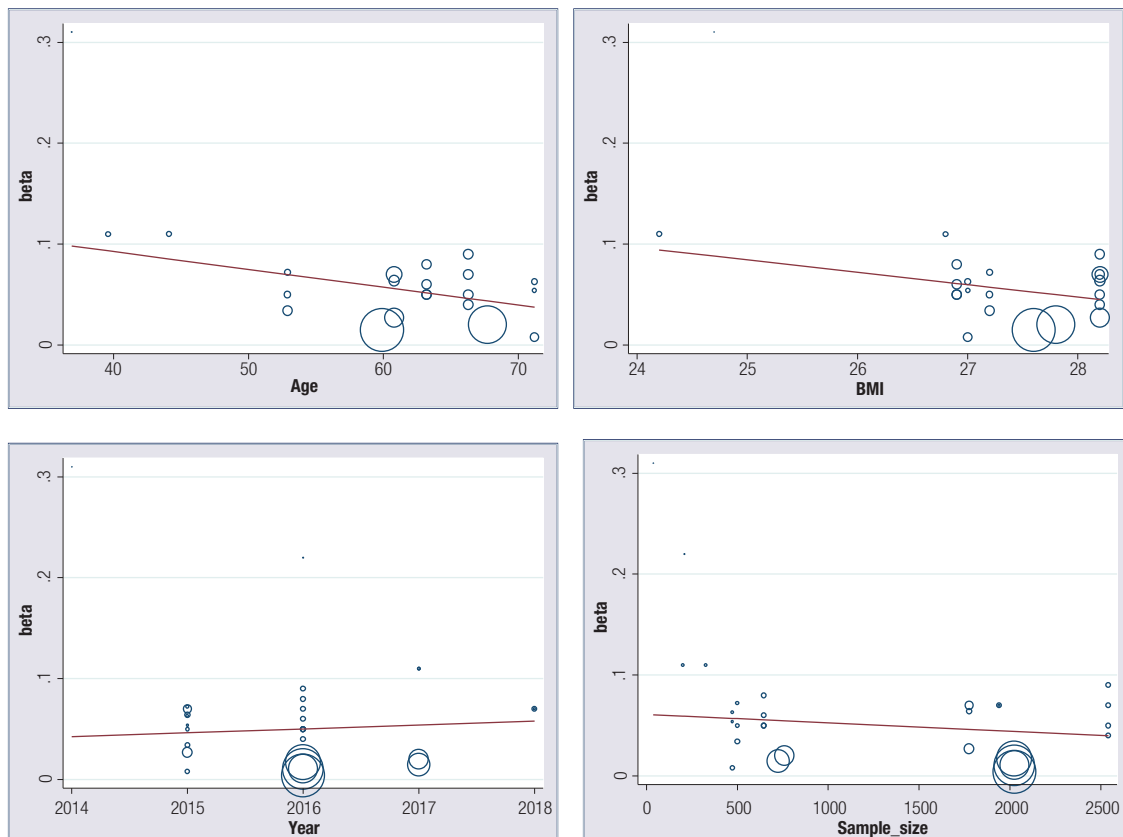 beta
0 .1 .2 .3
40 50 60 70
Age
beta
0 .1 .2 .3
24 25 26 27 28
BMI
beta
0 .1 .2 .3
2014 2015 2016 2017 2018
Year
beta
0 .1 .2 .3
0 500 1000 1500 2000 2500
Sample_size